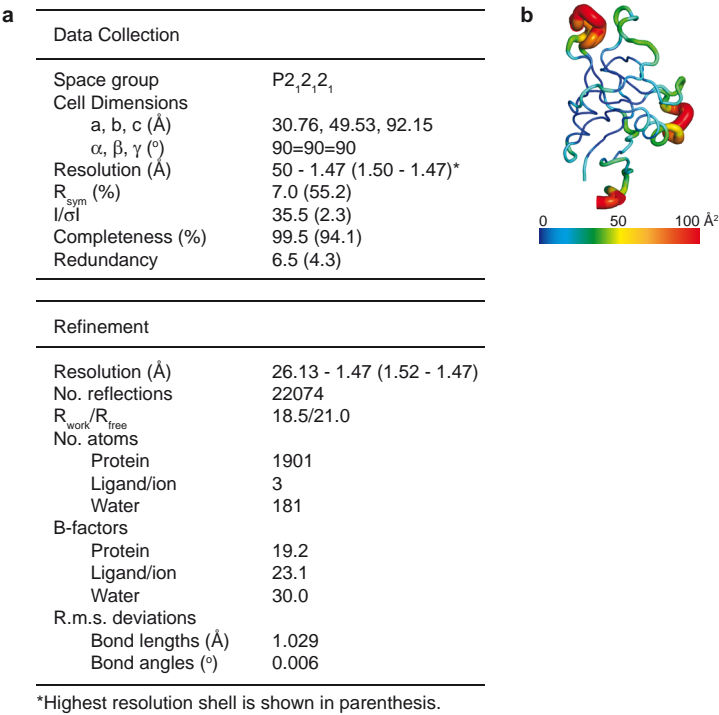 a
Data Collection
Space group P2₁2₁2₁
Cell Dimensions
a, b, c (Å) 30.76, 49.53, 92.15
α, β, γ (º) 90=90=90
Resolution (Å) 50 - 1.47 (1.50 - 1.47)*
Rsym (%) 7.0 (55.2)
I/σI 35.5 (2.3)
Completeness (%) 99.5 (94.1)
Redundancy 6.5 (4.3)
Refinement
Resolution (Å) 26.13 - 1.47 (1.52 - 1.47)
No. reflections 22074
Rwork/Rfree 18.5/21.0
No. atoms
Protein 1901
Ligand/ion 3
Water 181
B-factors
Protein 19.2
Ligand/ion 23.1
Water 30.0
R.m.s. deviations
Bond lengths (Å) 1.029
Bond angles (º) 0.006
*Highest resolution shell is shown in parenthesis.
b
0 50 100 Å²